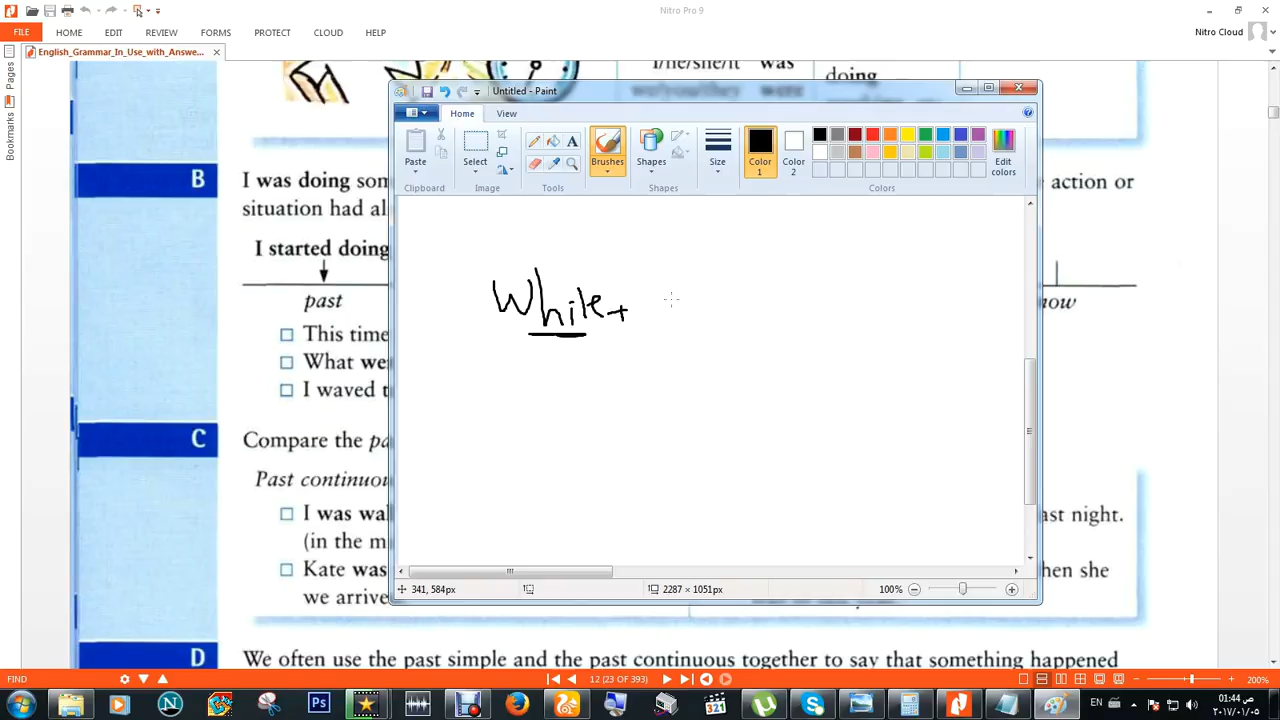 Nitro Pro 9
FILE HOME EDIT REVIEW FORMS PROTECT CLOUD HELP Nitro Cloud
English_Grammar_In_Use_with_Answe...
Pages
Bookmarks
I/he/she/it was
doing
Untitled - Paint
Home View
Paste Select Brushes Shapes Size Color 1 Color 2 Edit colors
Clipboard Image Tools Shapes Colors
While+
341, 584px 2287 × 1051px 100%
B
I was doing som action or
situation had al
I started doing
past now
This time
What we
I waved t
C
Compare the pa
Past continuou
I was wal ast night.
(in the m
Kate was hen she
we arrive
D
We often use the past simple and the past continuous together to say that something happened
FIND 12 (23 OF 393) 200%
EN 01:44 ص
٢٠١٧/٠١/٠٥